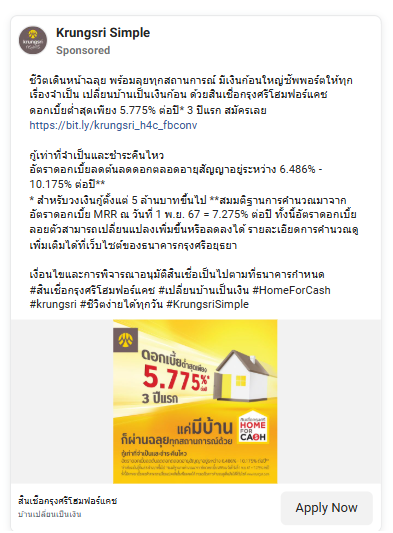 Krungsri Simple
Sponsored
krungsri
กรุงศรี
ชีวิตเดินหน้าฉลุย พร้อมลุยทุกสถานการณ์ มีเงินก้อนใหญ่ซัพพอร์ตให้ทุก
เรื่องจำเป็น เปลี่ยนบ้านเป็นเงินก้อน ด้วยสินเชื่อกรุงศรีโฮมฟอร์แคช
ดอกเบี้ยต่ำสุดเพียง 5.775% ต่อปี* 3 ปีแรก สมัครเลย
https://bit.ly/krungsri_h4c_fbconv
กู้เท่าที่จำเป็นและชำระคืนไหว
อัตราดอกเบี้ยลดต้นลดดอกตลอดอายุสัญญาอยู่ระหว่าง 6.486% -
10.175% ต่อปี**
* สำหรับวงเงินกู้ตั้งแต่ 5 ล้านบาทขึ้นไป **สมมติฐานการคำนวณมาจาก
อัตราดอกเบี้ย MRR ณ วันที่ 1 พ.ย. 67 = 7.275% ต่อปี ทั้งนี้อัตราดอกเบี้ย
ลอยตัวสามารถเปลี่ยนแปลงเพิ่มขึ้นหรือลดลงได้ รายละเอียดการคำนวณดู
เพิ่มเติมได้ที่เว็บไซต์ของธนาคารกรุงศรีอยุธยา
เงื่อนไขและการพิจารณาอนุมัติสินเชื่อเป็นไปตามที่ธนาคารกำหนด
#สินเชื่อกรุงศรีโฮมฟอร์แคช #เปลี่ยนบ้านเป็นเงิน #HomeForCash
#krungsri #ชีวิตง่ายได้ทุกวัน #KrungsriSimple
ดอกเบี้ยต่ำสุดเพียง
5.775%*
ต่อปี
3 ปีแรก
แค่มีบ้าน
ก็ผ่านฉลุยทุกสถานการณ์ด้วย
สินเชื่อกรุงศรีโฮมฟอร์แคช
HOME
FOR
CASH
กู้เท่าที่จำเป็นและชำระคืนไหว
สินเชื่อกรุงศรีโฮมฟอร์แคช
บ้านเปลี่ยนเป็นเงิน
Apply Now